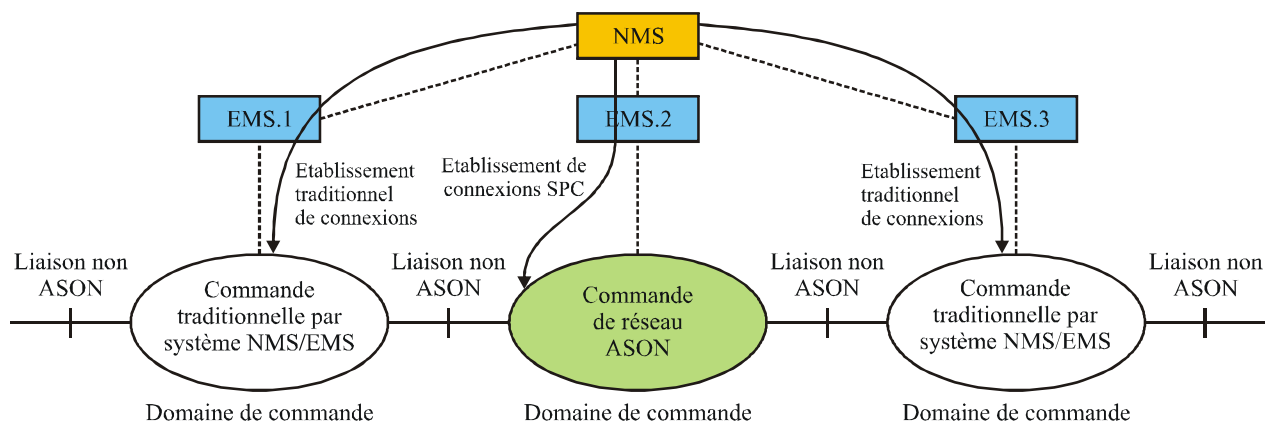 NMS
EMS.1
EMS.2
EMS.3
Etablissement
traditionnel
de connexions
Etablissement de
connexions SPC
Etablissement
traditionnel
de connexions
Liaison non
ASON
Commande
traditionnelle par
système NMS/EMS
Liaison non
ASON
Commande
de réseau
ASON
Liaison non
ASON
Commande
traditionnelle par
système NMS/EMS
Liaison non
ASON
Domaine de commande
Domaine de commande
Domaine de commande